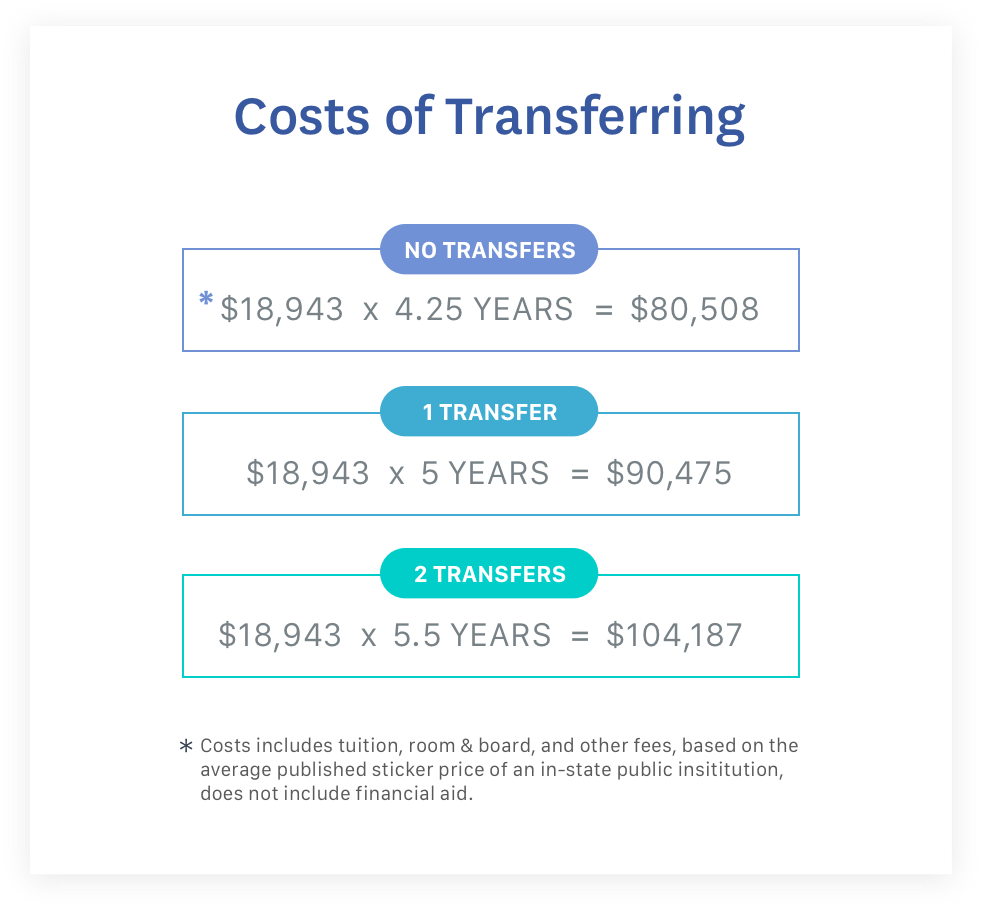 Costs of Transferring
NO TRANSFERS
* $18,943 x 4.25 YEARS = $80,508
1 TRANSFER
$18,943 x 5 YEARS = $90,475
2 TRANSFERS
$18,943 x 5.5 YEARS = $104,187
* Costs includes tuition, room & board, and other fees, based on the
average published sticker price of an in-state public insititution,
does not include financial aid.